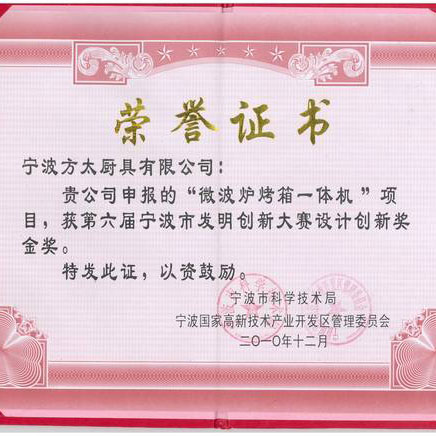 荣誉证书
宁波方太厨具有限公司：
贵公司申报的“微波炉烤箱一体机”项
目，获第六届宁波市发明创新大赛设计创新奖
金奖。
特发此证，以资鼓励。
宁波市科学技术局
宁波国家高新技术产业开发区管理委员会
二〇一〇年十二月